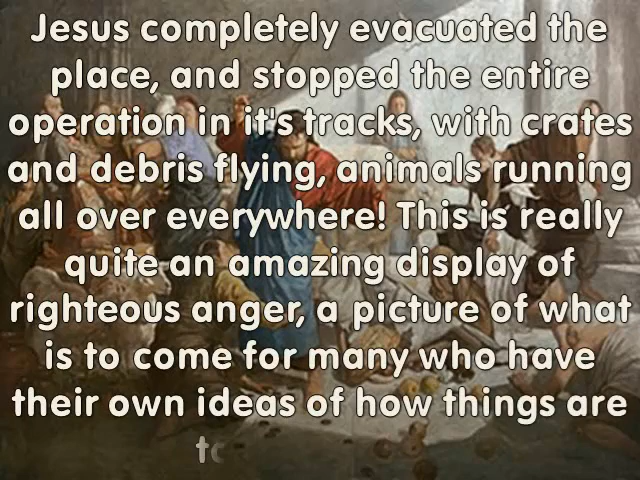 Jesus completely evacuated the
place, and stopped the entire
operation in it's tracks, with crates
and debris flying, animals running
all over everywhere! This is really
quite an amazing display of
righteous anger, a picture of what
is to come for many who have
their own ideas of how things are